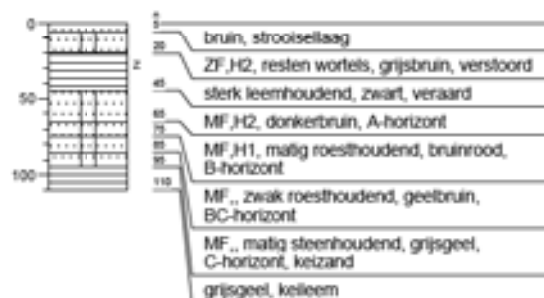 0
5
bruin, strooisellaag
20
z
ZF,H2, resten wortels, grijsbruin, verstoord
45
50
sterk leemhoudend, zwart, veraard
65
MF,H2, donkerbruin, A-horizont
75
MF,H1, matig roesthoudend, bruinrood,
B-horizont
85
95
100
110
MF,, zwak roesthoudend, geelbruin,
BC-horizont
MF,, matig steenhoudend, grijsgeel,
C-horizont, keizand
grijsgeel, keileem